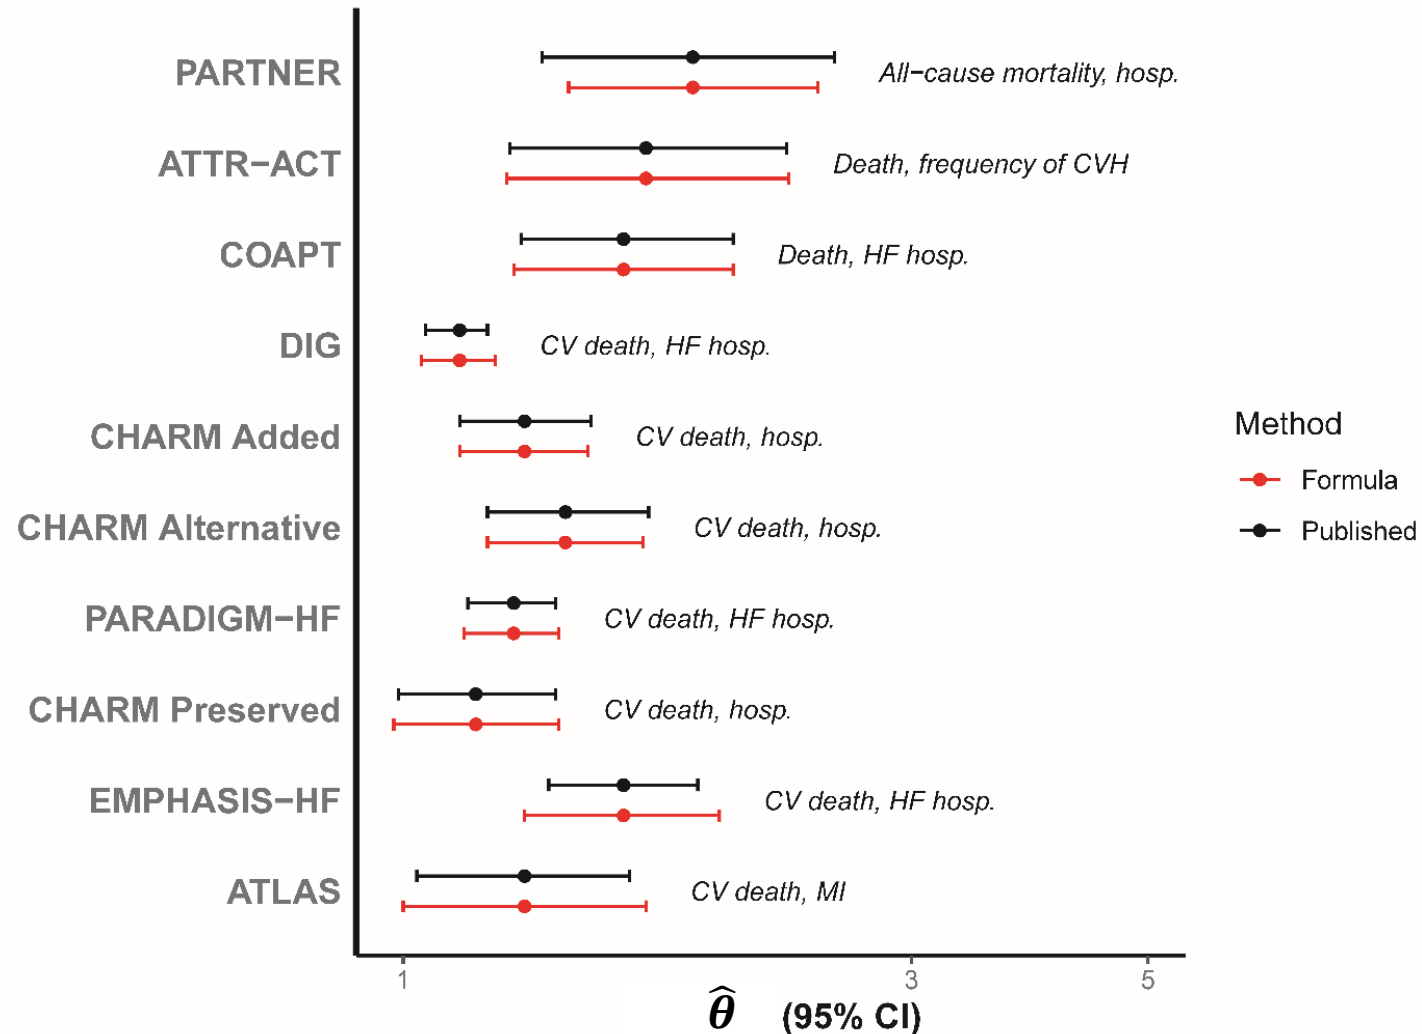 PARTNER
All−cause mortality, hosp.
ATTR−ACT
Death, frequency of CVH
COAPT
Death, HF hosp.
DIG
CV death, HF hosp.
CHARM Added
CV death, hosp.
CHARM Alternative
CV death, hosp.
PARADIGM−HF
CV death, HF hosp.
CHARM Preserved
CV death, hosp.
EMPHASIS−HF
CV death, HF hosp.
ATLAS
CV death, MI
Method
Formula
Published
1 3 5
θ̂ (95% CI)